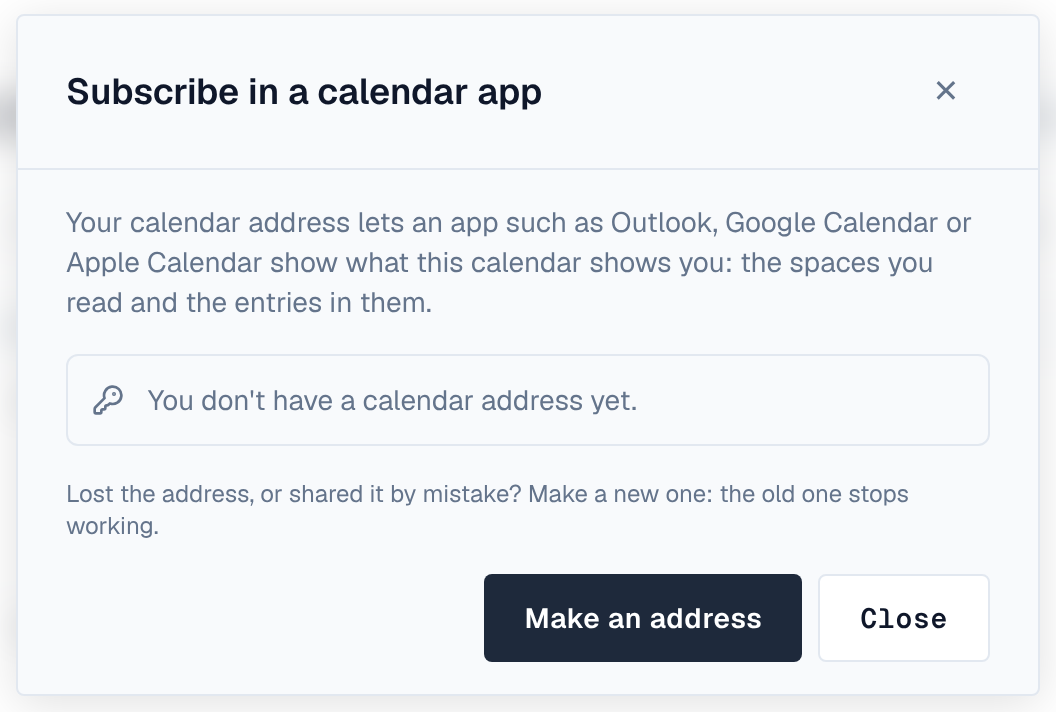 Subscribe in a calendar app
Your calendar address lets an app such as Outlook, Google Calendar or
Apple Calendar show what this calendar shows you: the spaces you
read and the entries in them.
You don't have a calendar address yet.
Lost the address, or shared it by mistake? Make a new one: the old one stops
working.
Make an address
Close